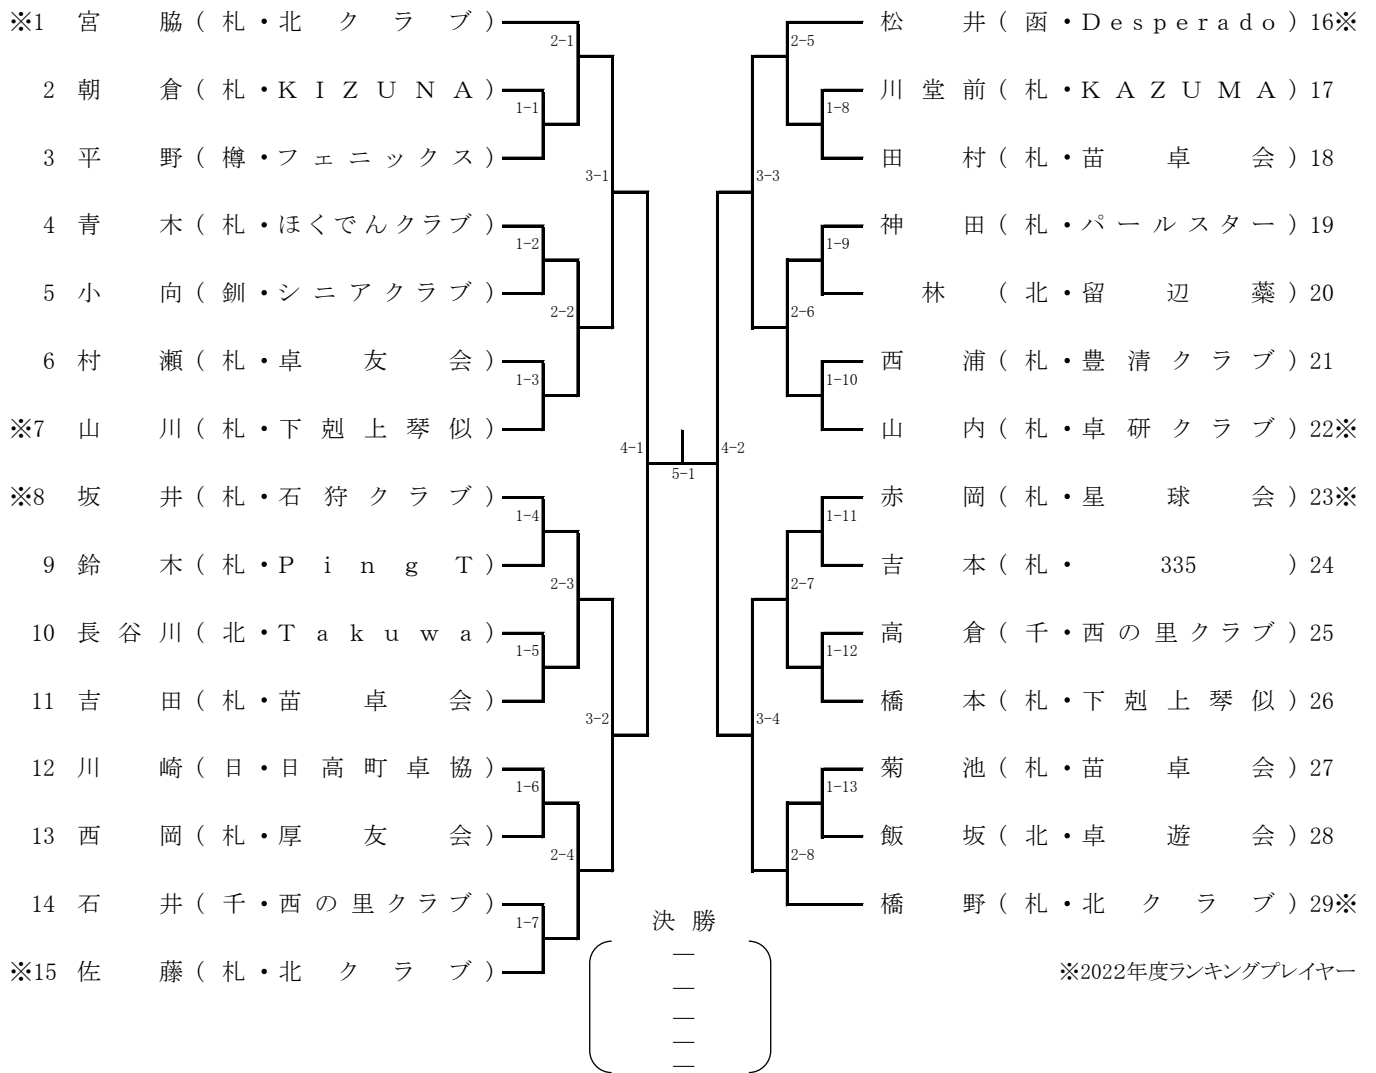 ※1 宮脇(札・北クラブ)
2-1
2 朝倉(札・KIZUNA)
1-1
3 平野(樽・フェニックス)
3-1
4 青木(札・ほくでんクラブ)
1-2
5 小向(釧・シニアクラブ)
2-2
6 村瀬(札・卓友会)
1-3
※7 山川(札・下剋上琴似)
4-1
※8 坂井(札・石狩クラブ)
1-4
9 鈴木(札・PingT)
2-3
10 長谷川(北・Takuwa)
1-5
11 吉田(札・苗卓会)
3-2
12 川崎(日・日高町卓協)
1-6
13 西岡(札・厚友会)
2-4
14 石井(千・西の里クラブ)
1-7
※15 佐藤(札・北クラブ)
5-1
松井(函・Desperado)16※
2-5
川堂前(札・KAZUMA)17
1-8
田村(札・苗卓会)18
3-3
神田(札・パールスター)19
1-9
林(北・留辺蘂)20
2-6
西浦(札・豊清クラブ)21
1-10
山内(札・卓研クラブ)22※
4-2
赤岡(札・星球会)23※
1-11
吉本(札・335)24
2-7
高倉(千・西の里クラブ)25
1-12
橋本(札・下剋上琴似)26
3-4
菊池(札・苗卓会)27
1-13
飯坂(北・卓遊会)28
2-8
橋野(札・北クラブ)29※
決勝
―
―
―
―
―
※2022年度ランキングプレイヤー